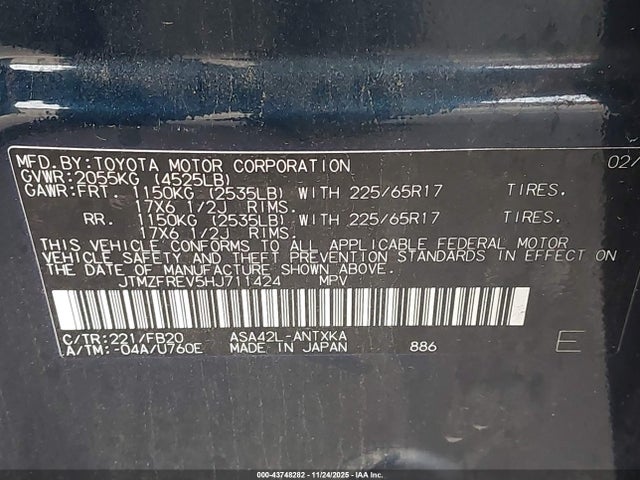 MFD.BY:TOYOTA MOTOR CORPORATION 02/
GVWR:2055KG (4525LB)
GAWR:FRT. 1150KG (2535LB) WITH 225/65R17 TIRES.
17X6 1/2J RIMS.
RR. 1150KG (2535LB) WITH 225/65R17 TIRES.
17X6 1/2J RIMS.
THIS VEHICLE CONFORMS TO ALL APPLICABLE FEDERAL MOTOR
VEHICLE SAFETY AND THEFT PREVENTION STANDARDS IN EFFECT ON
THE DATE OF MANUFACTURE SHOWN ABOVE.
JTMZFREV5HJ711424 MPV
C/TR:221/FB20 ASA42L-ANTXKA
A/TM:-04A/U760E MADE IN JAPAN 886 E
000-43748282 - 11/24/2025 - IAA Inc.